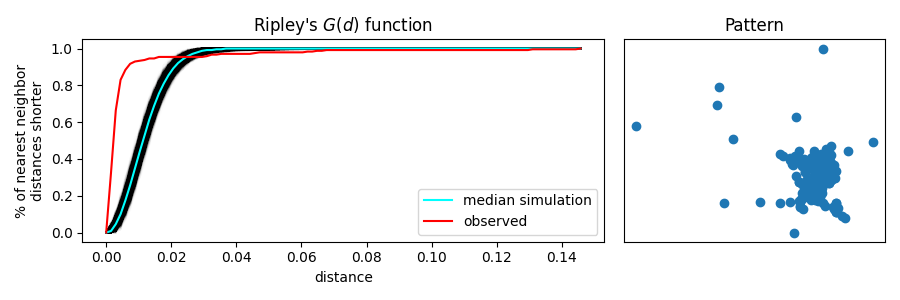 Ripley's G(d) function
Pattern
% of nearest neighbor
distances shorter
1.0
0.8
0.6
0.4
0.2
0.0
median simulation
observed
0.00 0.02 0.04 0.06 0.08 0.10 0.12 0.14
distance